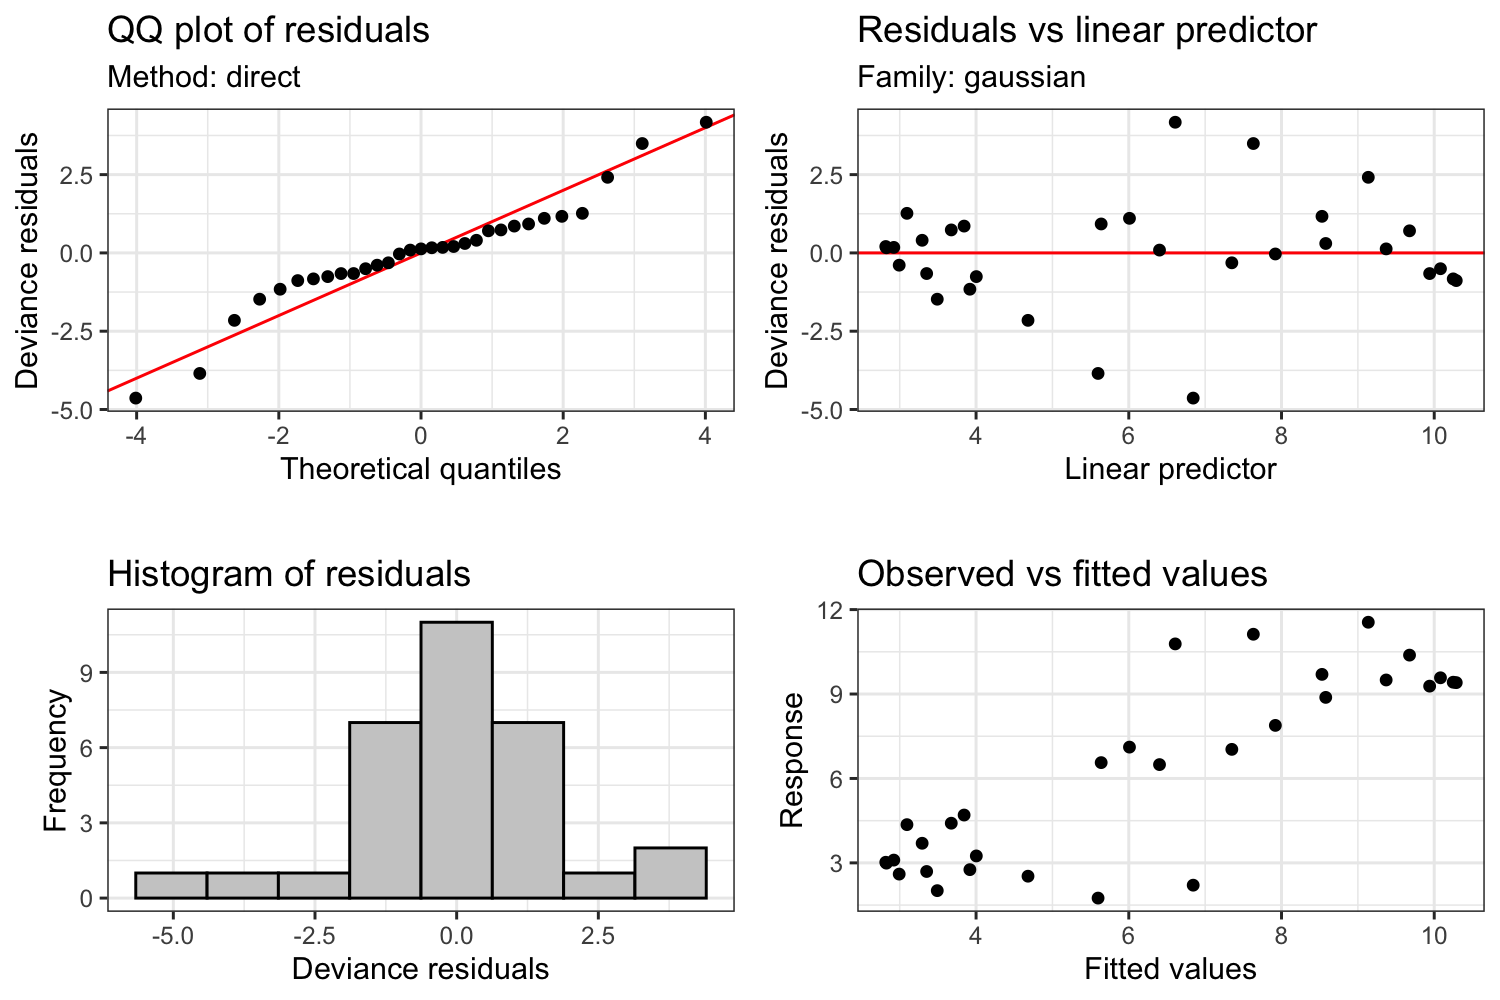 QQ plot of residuals
Method: direct
Deviance residuals
2.5
0.0
-2.5
-5.0
-4
-2
0
2
4
Theoretical quantiles
Residuals vs linear predictor
Family: gaussian
Deviance residuals
2.5
0.0
-2.5
-5.0
4
6
8
10
Linear predictor
Histogram of residuals
Frequency
9
6
3
0
-5.0
-2.5
0.0
2.5
Deviance residuals
Observed vs fitted values
Response
12
9
6
3
4
6
8
10
Fitted values